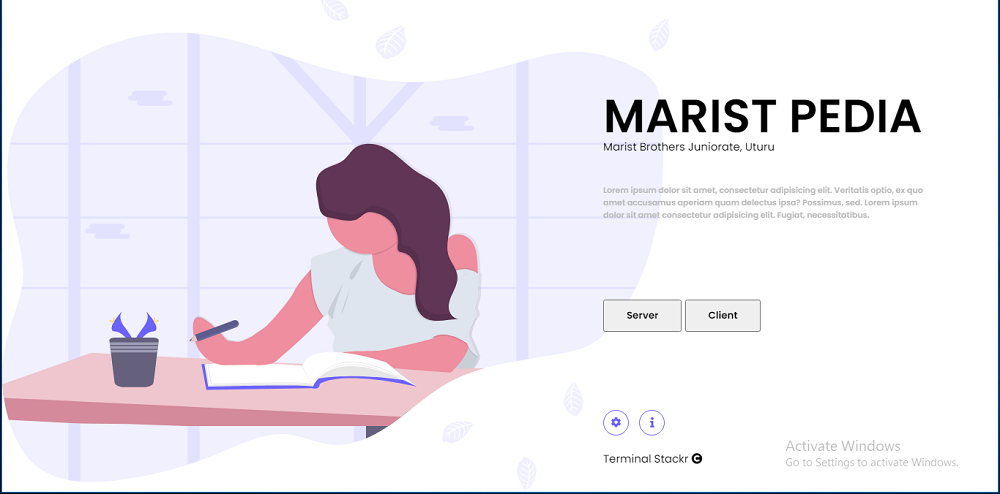 MARIST PEDIA
Marist Brothers Juniorate, Uturu
Lorem ipsum dolor sit amet, consectetur adipisicing elit. Veritatis optio, ex quo
amet accusamus aperiam quam delectus ipsa? Possimus, sed. Lorem ipsum
dolor sit amet consectetur adipisicing elit. Fugiat, necessitatibus.
Server
Client
Terminal Stackr
Activate Windows
Go to Settings to activate Windows.